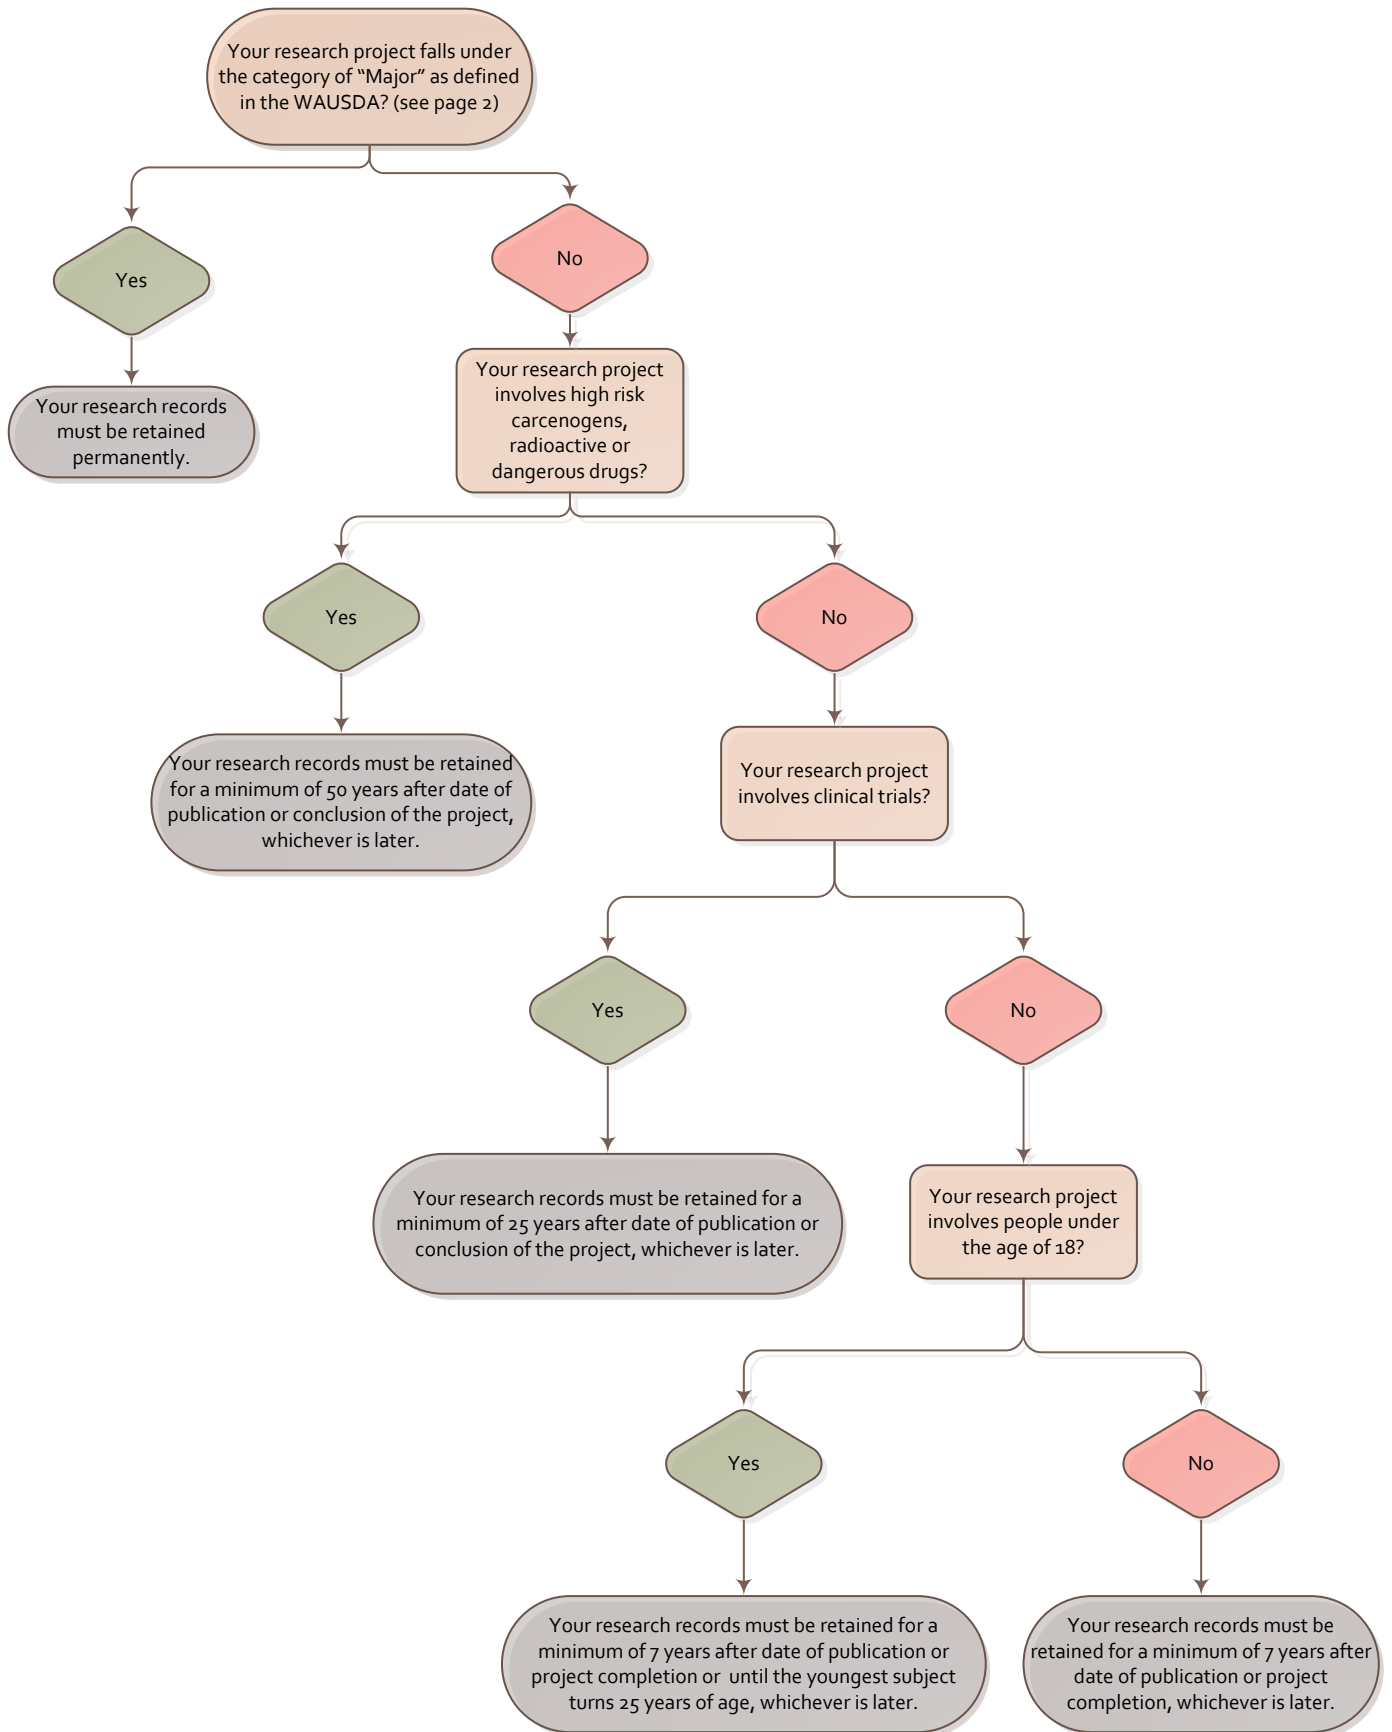 Your research project falls under
the category of “Major” as defined
in the WAUSDA? (see page 2)
Yes
No
Your research records
must be retained
permanently.
Your research project
involves high risk
carcenogens,
radioactive or
dangerous drugs?
Yes
No
Your research records must be retained
for a minimum of 50 years after date of
publication or conclusion of the project,
whichever is later.
Your research project
involves clinical trials?
Yes
No
Your research records must be retained for a
minimum of 25 years after date of publication or
conclusion of the project, whichever is later.
Your research project
involves people under
the age of 18?
Yes
No
Your research records must be retained for a
minimum of 7 years after date of publication or
project completion or until the youngest subject
turns 25 years of age, whichever is later.
Your research records must be
retained for a minimum of 7 years after
date of publication or project
completion, whichever is later.